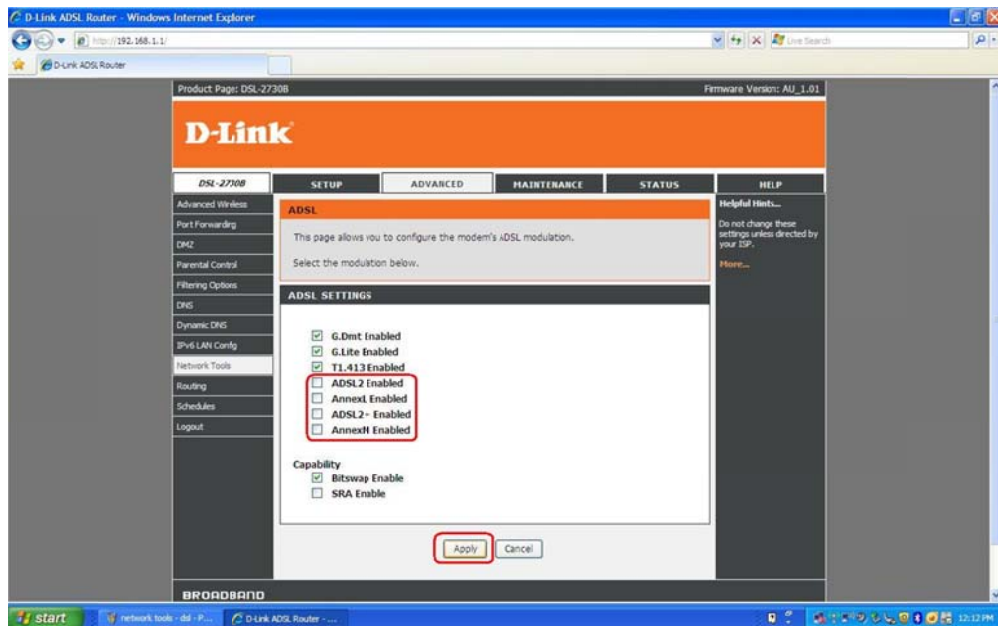 D-Link ADSL Router - Windows Internet Explorer
http://192.168.1.1/
Live Search
D-Link ADSL Router
Product Page: DSL-2730B
Firmware Version: AU_1.01
D-Link
DSL-2730B
SETUP
ADVANCED
MAINTENANCE
STATUS
HELP
Advanced Wireless
Port Forwarding
DMZ
Parental Control
Filtering Options
DNS
Dynamic DNS
IPv6 LAN Config
Network Tools
Routing
Schedules
Logout
ADSL
This page allows you to configure the modem's ADSL modulation.
Select the modulation below.
ADSL SETTINGS
G.Dmt Enabled
G.Lite Enabled
T1.413 Enabled
ADSL2 Enabled
AnnexL Enabled
ADSL2+ Enabled
AnnexM Enabled
Capability
Bitswap Enable
SRA Enable
Apply
Cancel
Helpful Hints...
Do not change these
settings unless directed by
your ISP.
More...
BROADBAND
start
network tools - dsl - P...
D-Link ADSL Router - ...
12:12 PM